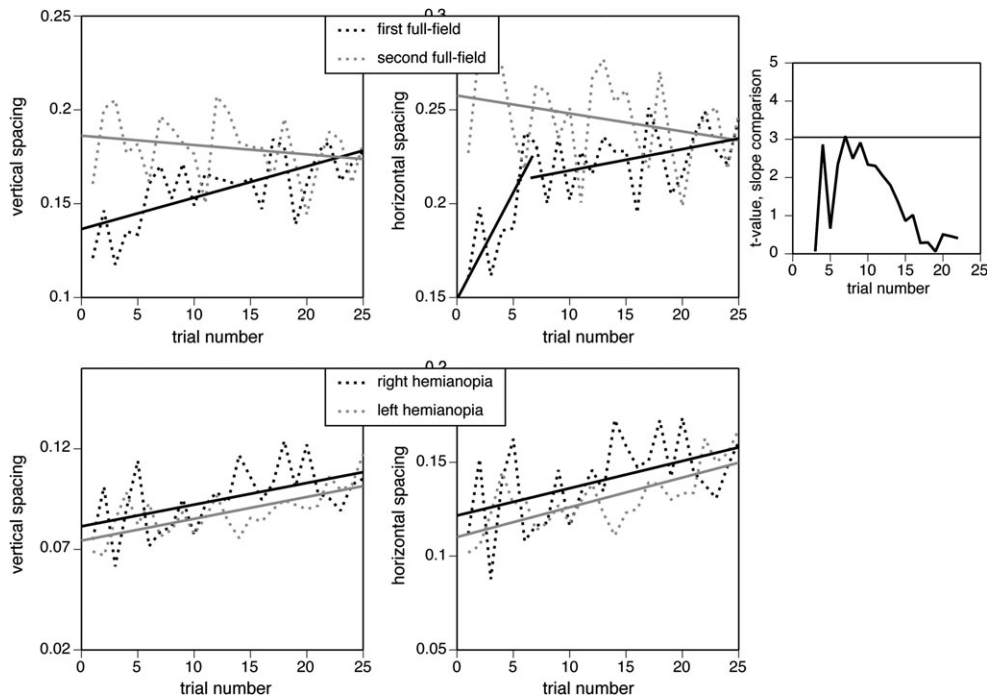 0.25
0.2
0.15
0.1
vertical spacing
0 5 10 15 20 25
trial number
first full-field
second full-field
0.3
0.25
0.2
0.15
horizontal spacing
0 5 10 15 20 25
trial number
5
4
3
2
1
0
t-value, slope comparison
0 5 10 15 20 25
trial number
0.12
0.07
0.02
vertical spacing
0 5 10 15 20 25
trial number
right hemianopia
left hemianopia
0.2
0.15
0.1
0.05
horizontal spacing
0 5 10 15 20 25
trial number